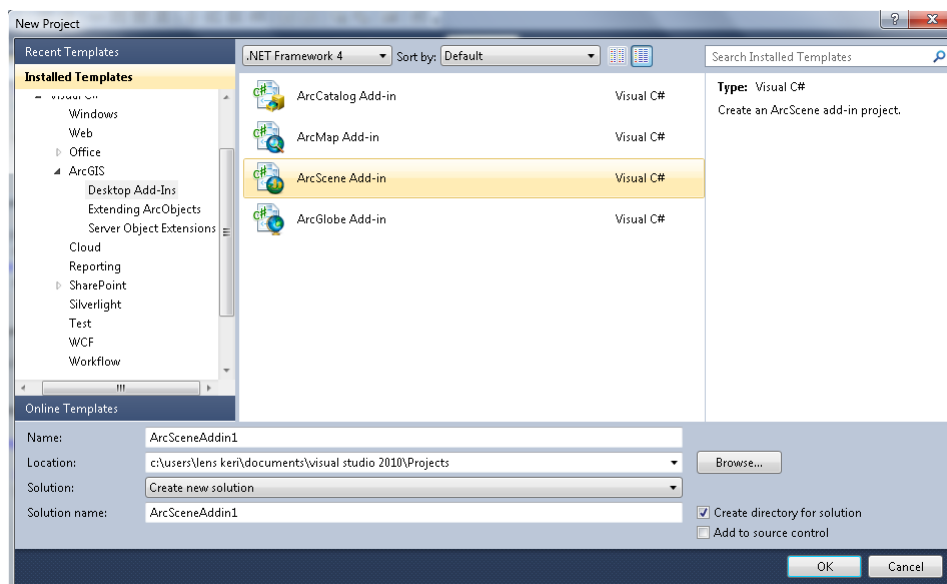 New Project
Recent Templates
Installed Templates
Windows
Web
Office
ArcGIS
Desktop Add-Ins
Extending ArcObjects
Server Object Extensions
Cloud
Reporting
SharePoint
Silverlight
Test
WCF
Workflow
Online Templates
.NET Framework 4 Sort by: Default
ArcCatalog Add-in Visual C#
ArcMap Add-in Visual C#
ArcScene Add-in Visual C#
ArcGlobe Add-in Visual C#
Search Installed Templates
Type: Visual C#
Create an ArcScene add-in project.
Name: ArcSceneAddin1
Location: c:\users\lens keri\documents\visual studio 2010\Projects Browse...
Solution: Create new solution
Solution name: ArcSceneAddin1 Create directory for solution
Add to source control
OK Cancel